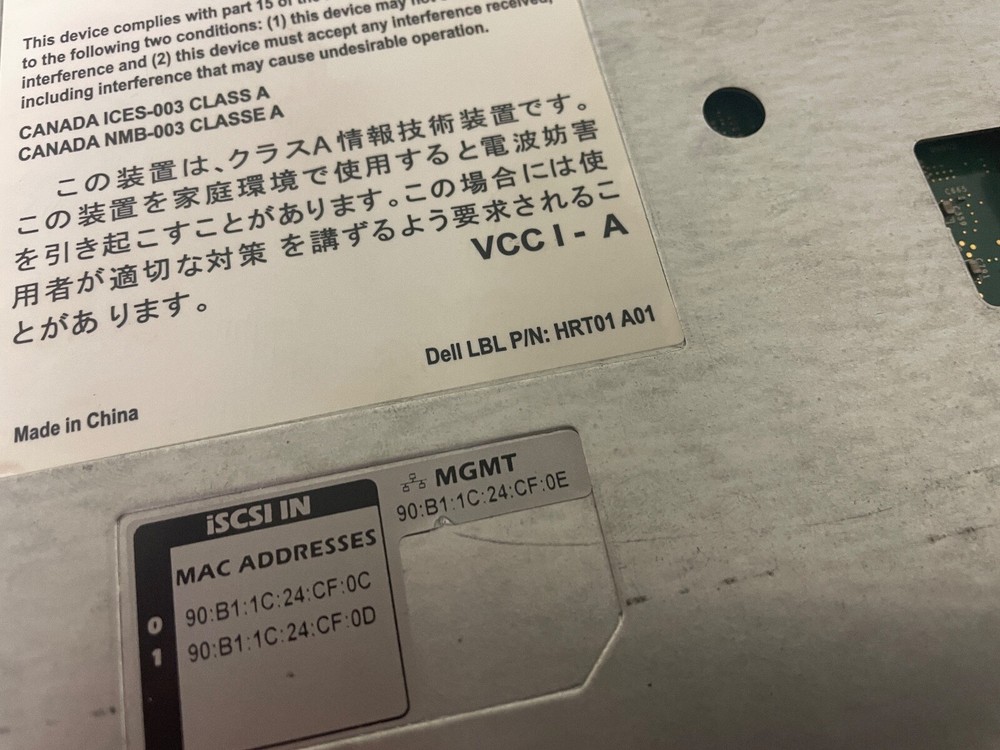 This device complies with part 15 of the
to the following two conditions: (1) this device may not
interference and (2) this device must accept any interference received,
including interference that may cause undesirable operation.
CANADA ICES-003 CLASS A
CANADA NMB-003 CLASSE A
この装置は、クラスA情報技術装置です。
この装置を家庭環境で使用すると電波妨害
を引き起こすことがあります。この場合には使
用者が適切な対策 を講ずるよう要求されるこ
とがあ ります。
VCC I - A
Dell LBL P/N: HRT01 A01
Made in China
iSCSI IN
MAC ADDRESSES
0 90:B1:1C:24:CF:0C
1 90:B1:1C:24:CF:0D
MGMT
90:B1:1C:24:CF:0E
C665